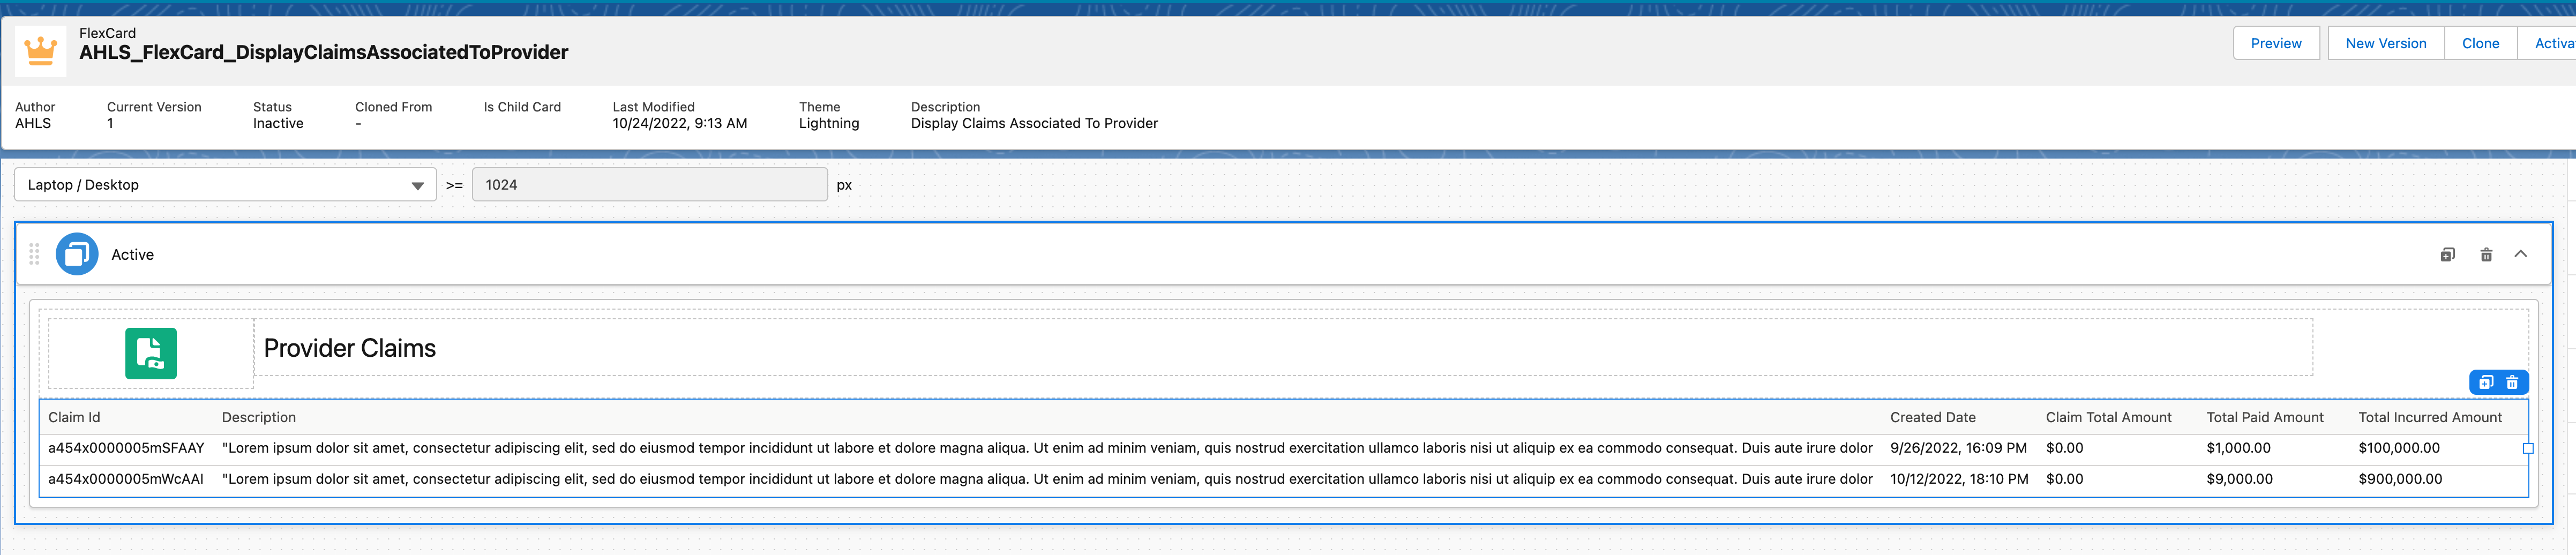 FlexCard
AHLS_FlexCard_DisplayClaimsAssociatedToProvider
Preview New Version Clone
Author Current Version Status Cloned From Is Child Card Last Modified Theme Description
AHLS 1 Inactive - 10/24/2022, 9:13 AM Lightning Display Claims Associated To Provider
Laptop / Desktop >= 1024 px
Active
Provider Claims
Claim Id Description Created Date Claim Total Amount Total Paid Amount Total Incurred Amount
a454x0000005mSFAAY "Lorem ipsum dolor sit amet, consectetur adipiscing elit, sed do eiusmod tempor incididunt ut labore et dolore magna aliqua. Ut enim ad minim veniam, quis nostrud exercitation ullamco laboris nisi ut aliquip ex ea commodo consequat. Duis aute irure dolor 9/26/2022, 16:09 PM $0.00 $1,000.00 $100,000.00
a454x0000005mWcAAI "Lorem ipsum dolor sit amet, consectetur adipiscing elit, sed do eiusmod tempor incididunt ut labore et dolore magna aliqua. Ut enim ad minim veniam, quis nostrud exercitation ullamco laboris nisi ut aliquip ex ea commodo consequat. Duis aute irure dolor 10/12/2022, 18:10 PM $0.00 $9,000.00 $900,000.00